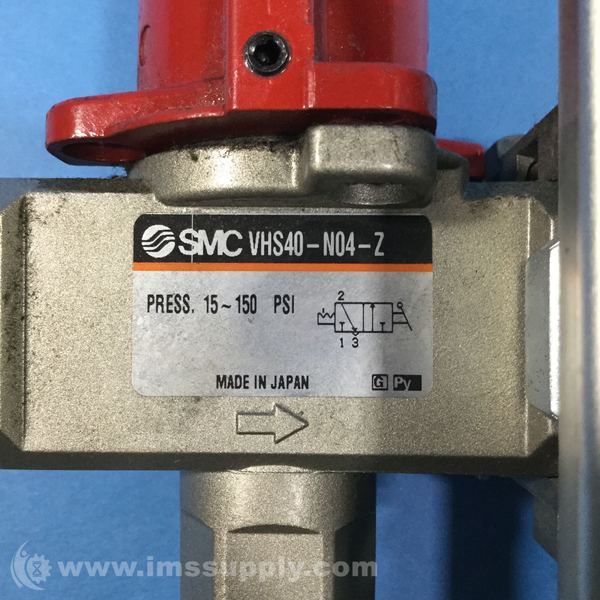 SMC VHS40-N04-Z
PRESS. 15~150 PSI
2
1 3
MADE IN JAPAN G Py
www.imssupply.com